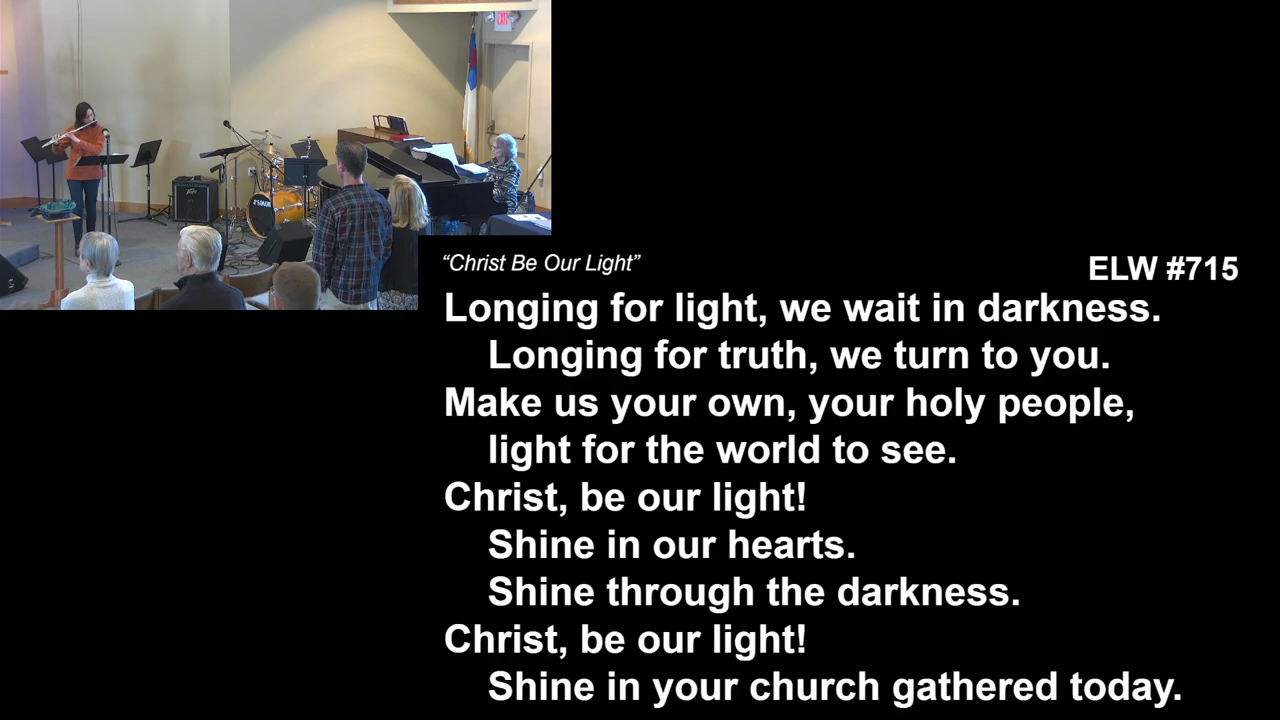 EXIT
PEAVEY
"Christ Be Our Light"
ELW #715
Longing for light, we wait in darkness.
Longing for truth, we turn to you.
Make us your own, your holy people,
light for the world to see.
Christ, be our light!
Shine in our hearts.
Shine through the darkness.
Christ, be our light!
Shine in your church gathered today.